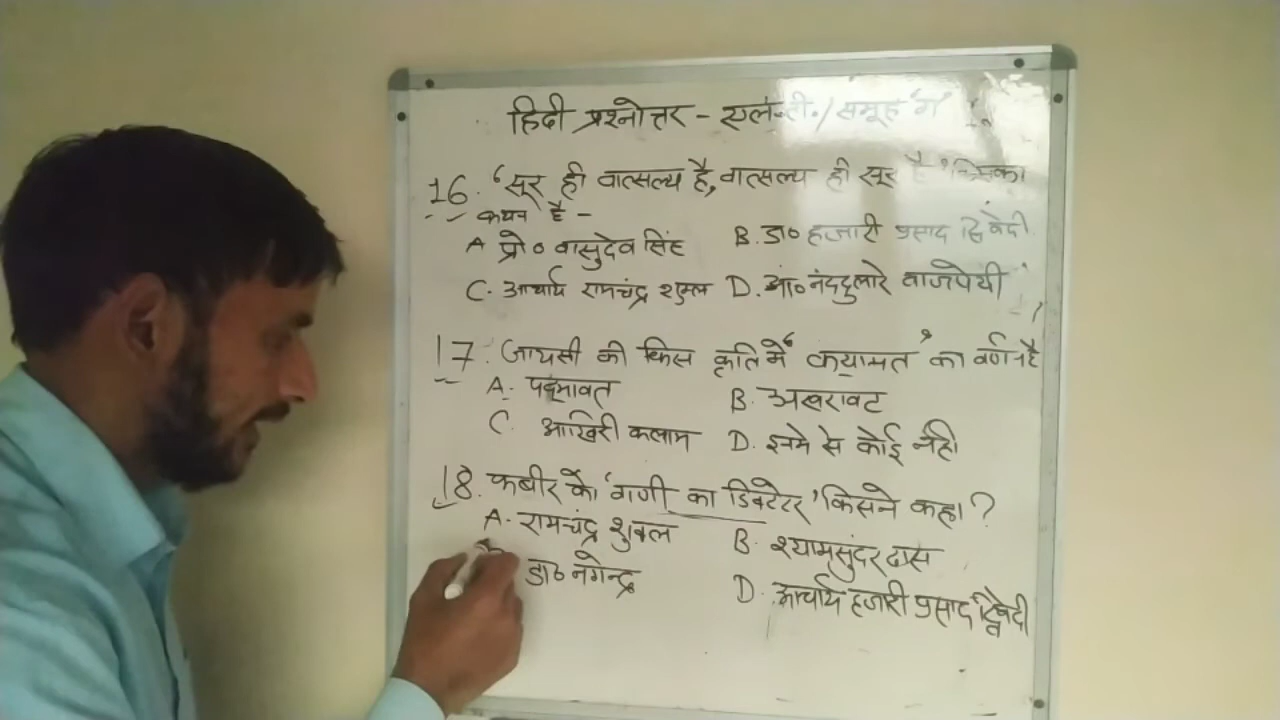 हिदी प्रश्नोत्तर - एल.टी./समूह 'ग'
16. 'सूर ही वात्सल्य है, वात्सल्य ही सूर है' किसका
कथन है -
A प्रो० वासुदेव सिंह B. डा० हजारी प्रसाद द्विवेदी.
C. आचार्य रामचंद्र शुक्ल D. आ० नंददुलारे वाजपेयी
17. जायसी की किस कृति में 'कयामत' का वर्णन है
A. पद्मावत B. अखरावट
C. आखिरी कलाम D. इनमे से कोई नही
18. कबीर को 'वाणी का डिक्टेटर' किसने कहा?
A. रामचंद्र शुक्ल B. श्यामसुंदर दास
डा० नगेन्द्र D. आचार्य हजारी प्रसाद द्विवेदी